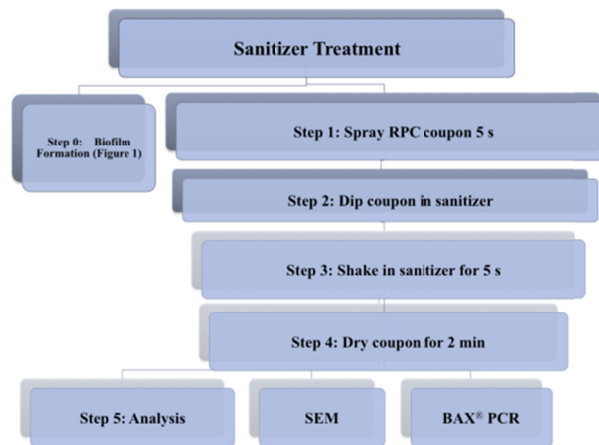 Sanitizer Treatment
Step 0: Biofilm
Formation (Figure 1)
Step 1: Spray RPC coupon 5 s
Step 2: Dip coupon in sanitizer
Step 3: Shake in sanitizer for 5 s
Step 4: Dry coupon for 2 min
Step 5: Analysis
SEM
BAX® PCR